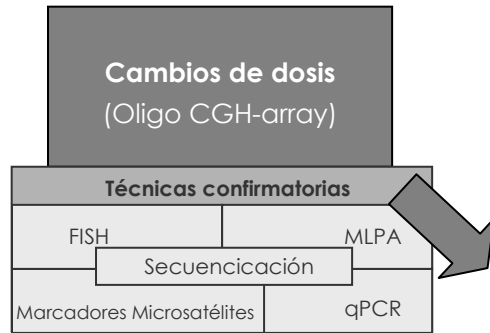 Cambios de dosis
(Oligo CGH-array)
Técnicas confirmatorias
FISH
MLPA
Secuencicación
Marcadores Microsatélites
qPCR